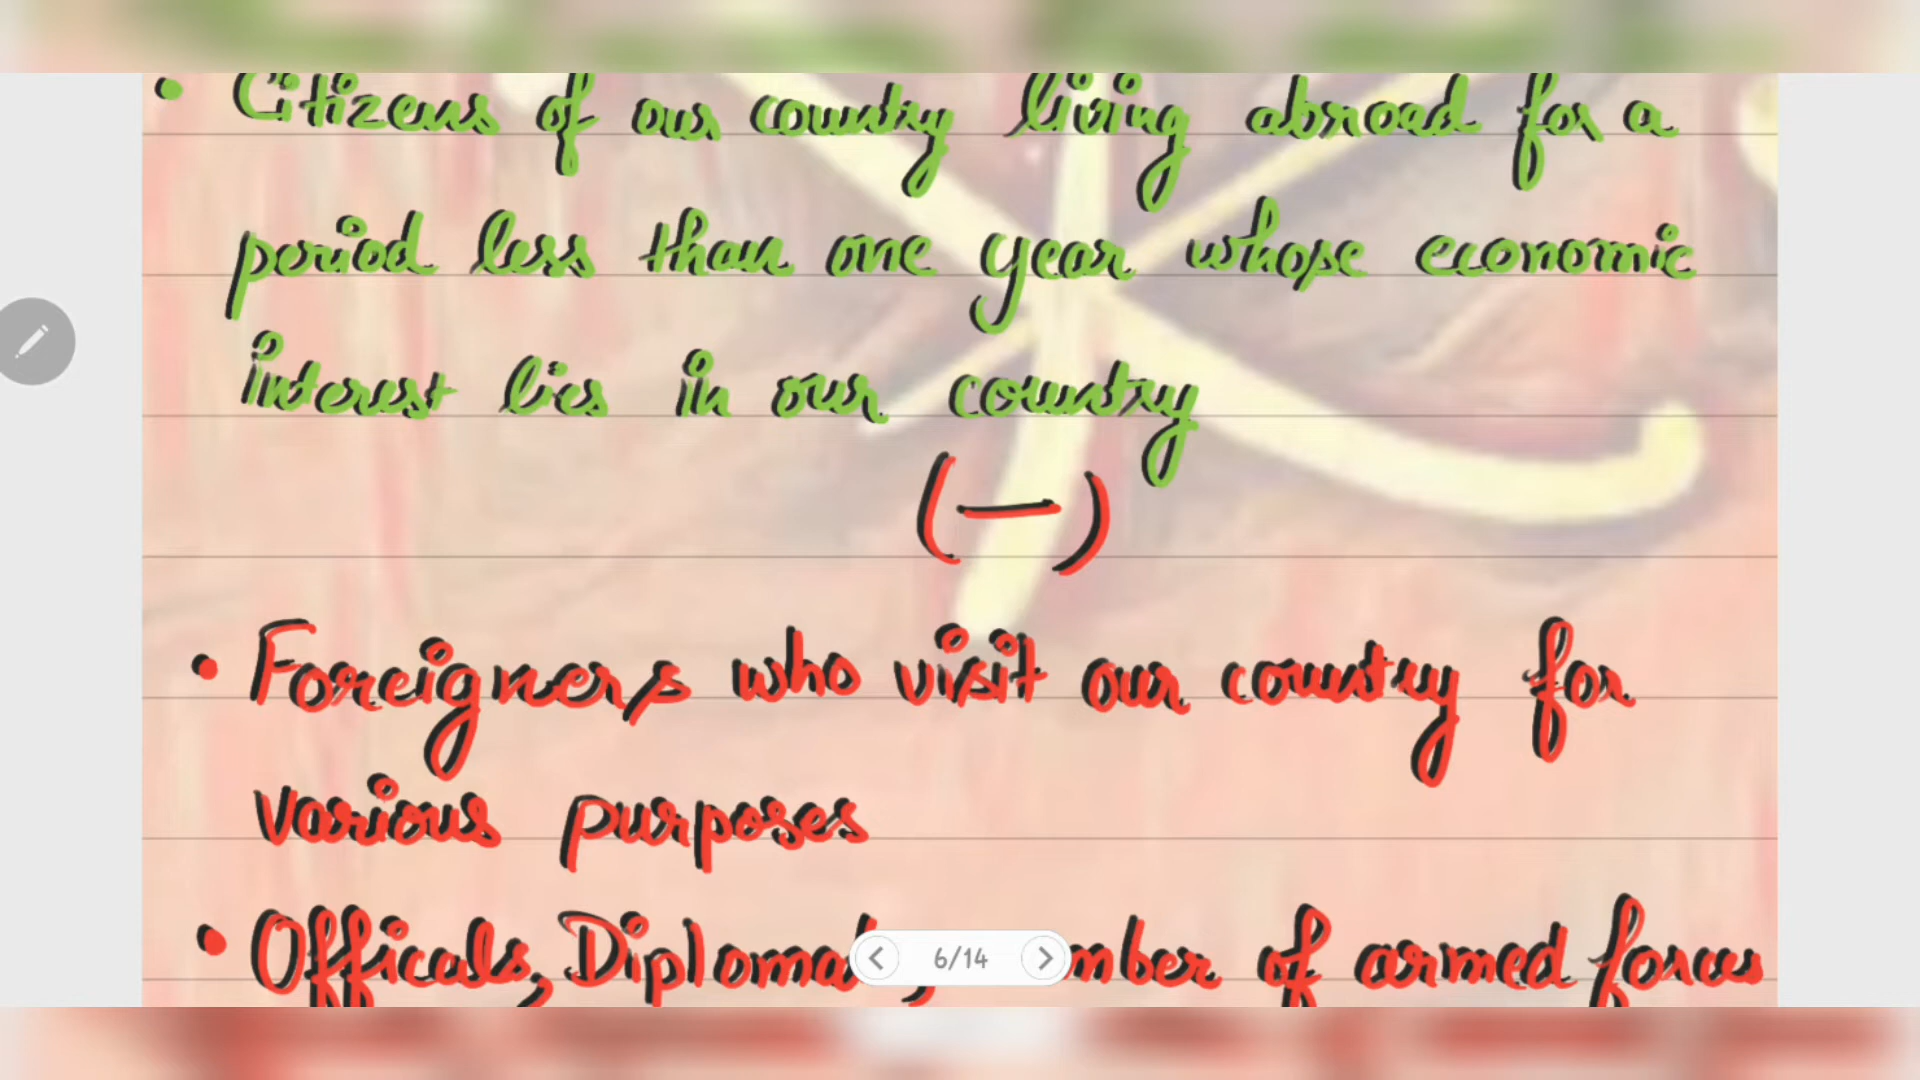 • Citizens of our country living abroad for a
period less than one year whose economic
interest lies in our country
(—)
• Foreigners who visit our country for
various purposes
• Officals, Diploma mber of armed forces
6/14